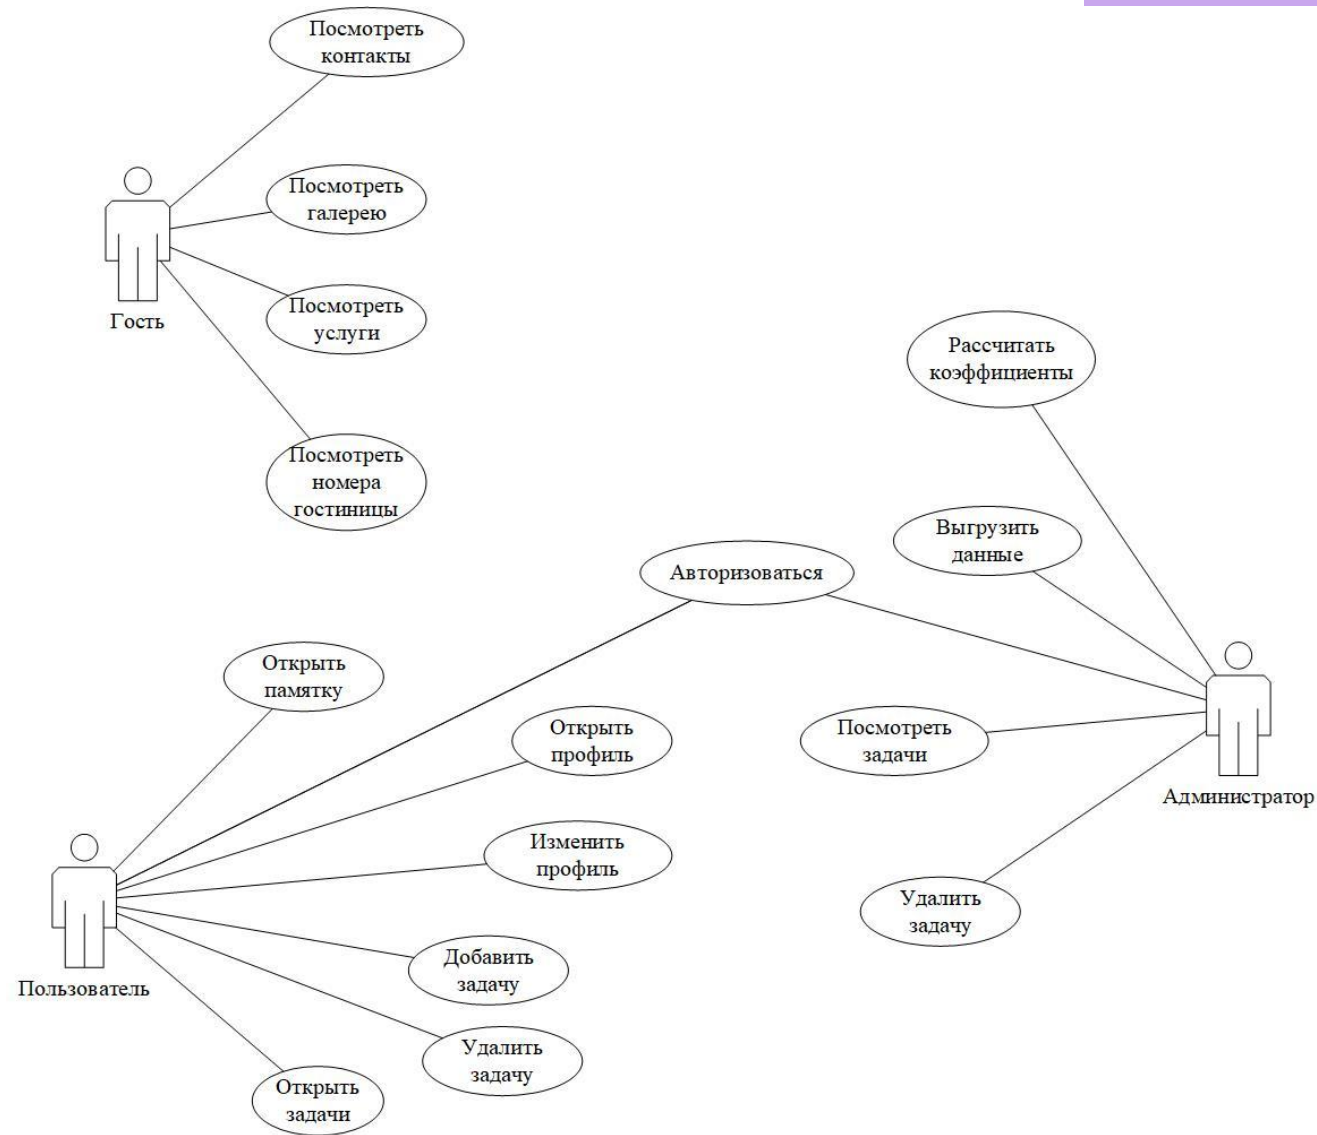 Посмотреть
контакты
Посмотреть
галерею
Гость
Посмотреть
услуги
Рассчитать
коэффициенты
Посмотреть
номера
гостиницы
Выгрузить
данные
Авторизоваться
Открыть
памятку
Открыть
профиль
Посмотреть
задачи
Администратор
Изменить
профиль
Удалить
задачу
Добавить
задачу
Пользователь
Удалить
задачу
Открыть
задачи